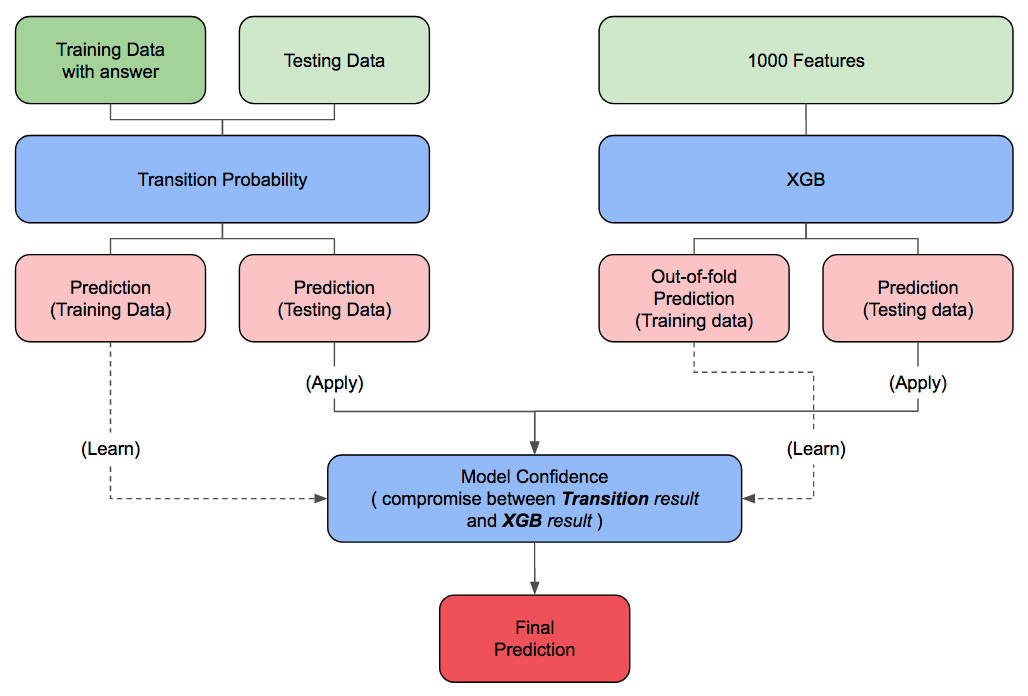 Training Data
with answer
Testing Data
1000 Features
Transition Probability
XGB
Prediction
(Training Data)
Prediction
(Testing Data)
Out-of-fold
Prediction
(Training data)
Prediction
(Testing data)
(Apply)
(Apply)
(Learn)
(Learn)
Model Confidence
( compromise between Transition result
and XGB result )
Final
Prediction